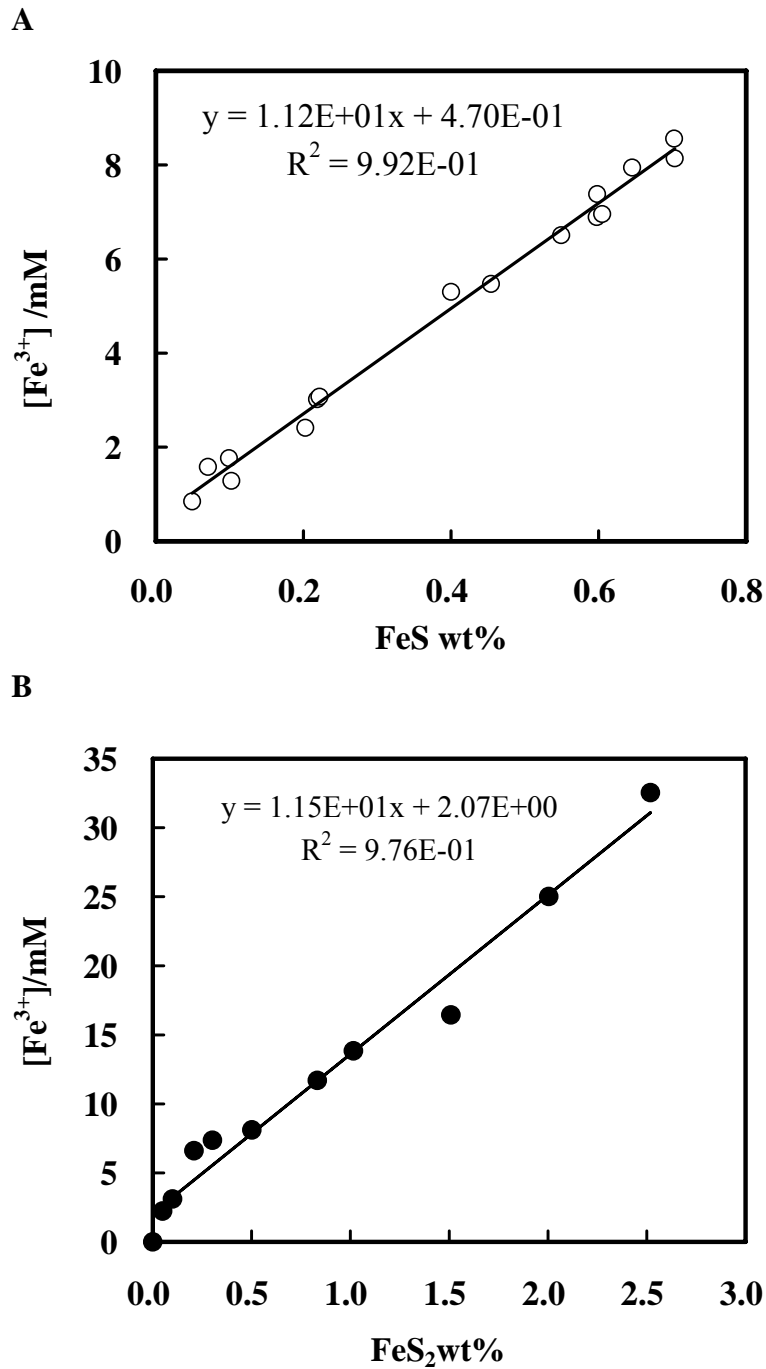 A
10
8
6
4
2
0
y = 1.12E+01x + 4.70E-01
R² = 9.92E-01
[Fe³⁺] /mM
0.0 0.2 0.4 0.6 0.8
FeS wt%
B
35
30
25
20
15
10
5
0
y = 1.15E+01x + 2.07E+00
R² = 9.76E-01
[Fe³⁺]/mM
0.0 0.5 1.0 1.5 2.0 2.5 3.0
FeS₂wt%